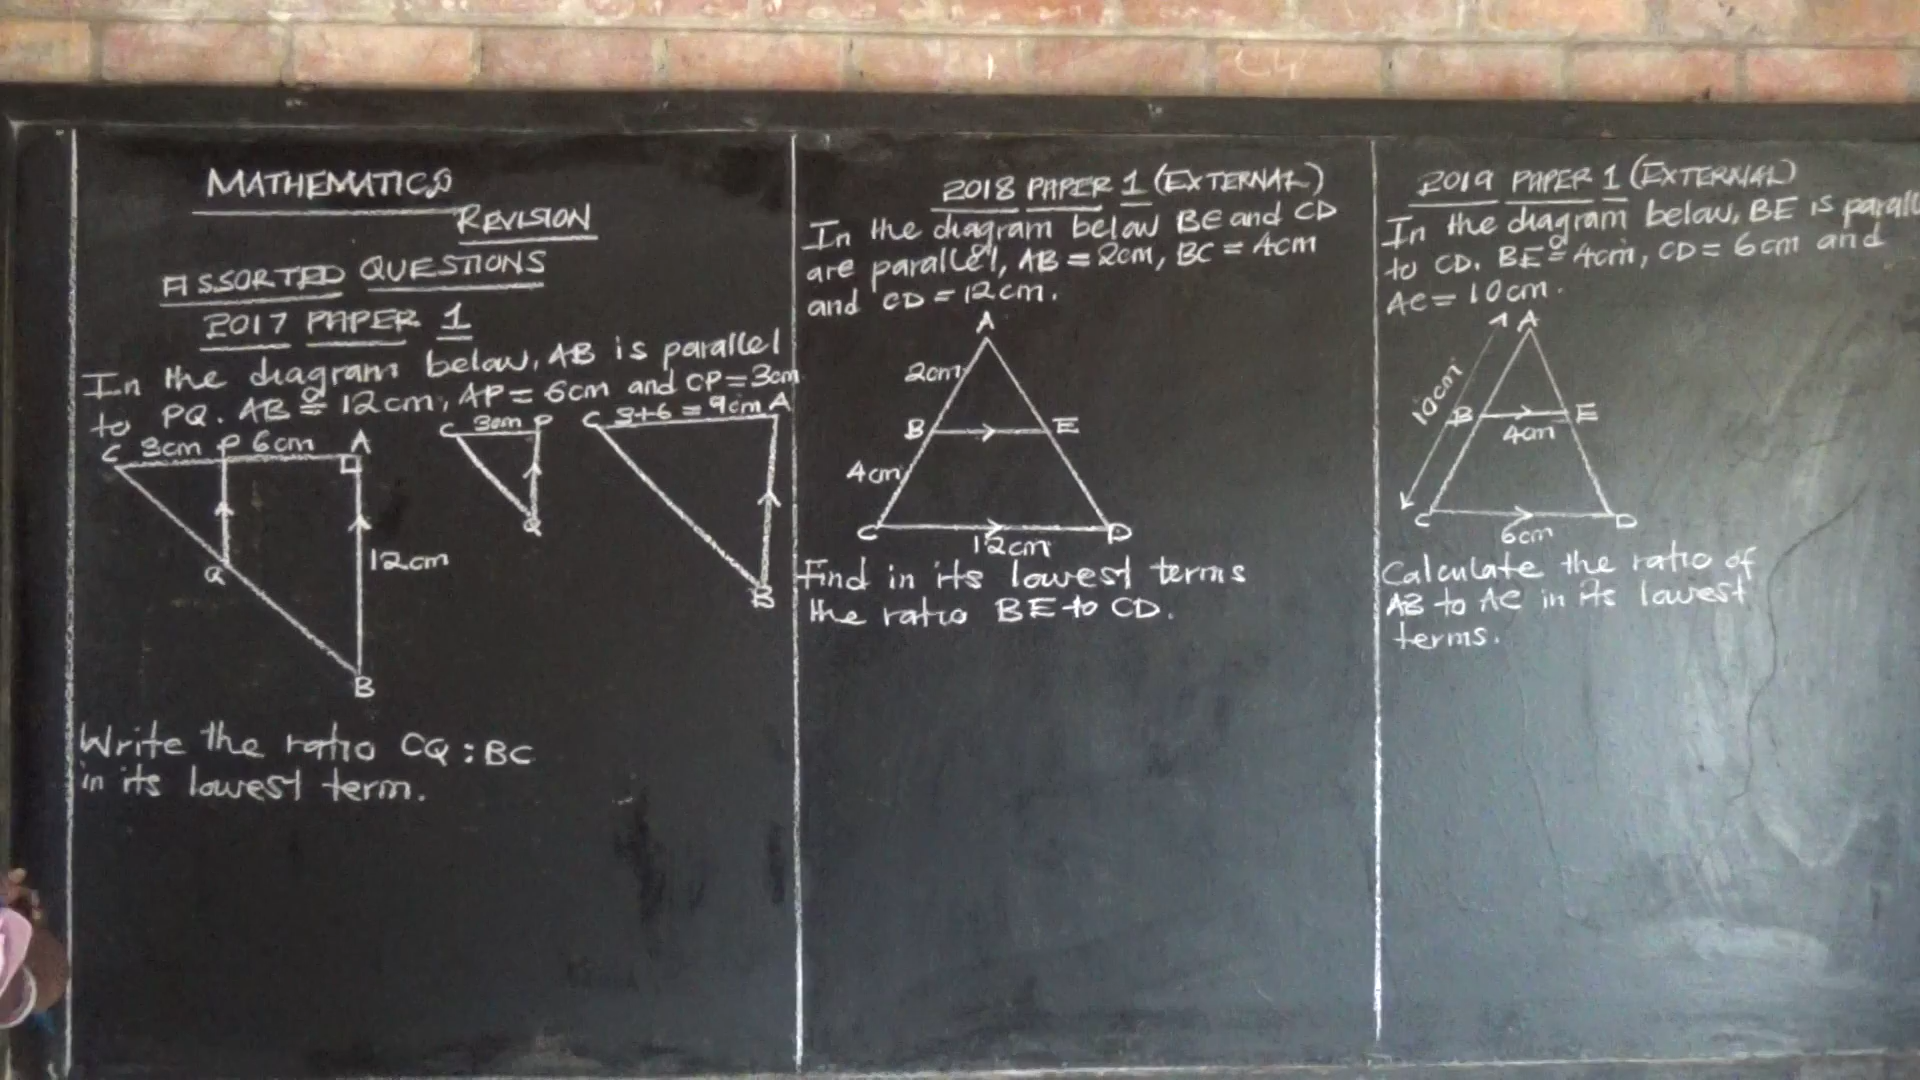 MATHEMATICS
REVISION
ASSORTED QUESTIONS
2017 PAPER 1
In the diagram below, AB is parallel
to PQ. AB = 12cm, AP = 6cm and CP = 3cm
C 3cm P 6cm A
Q
12cm
B
C 3cm P
Q
C 3+6 = 9cm A
B
Write the ratio CQ : BC
in its lowest term.
2018 PAPER 1 (EXTERNAL)
In the diagram below BE and CD
are parallel, AB = 2cm, BC = 4cm
and CD = 12cm.
A
2cm
B E
4cm
C D
12cm
Find in its lowest terms
the ratio BE to CD.
2019 PAPER 1 (EXTERNAL)
In the diagram below, BE is parall
to CD. BE = 4cm, CD = 6cm and
AC = 10cm.
A
10cm
B E
4cm
C D
6cm
Calculate the ratio of
AB to AC in its lowest
terms.